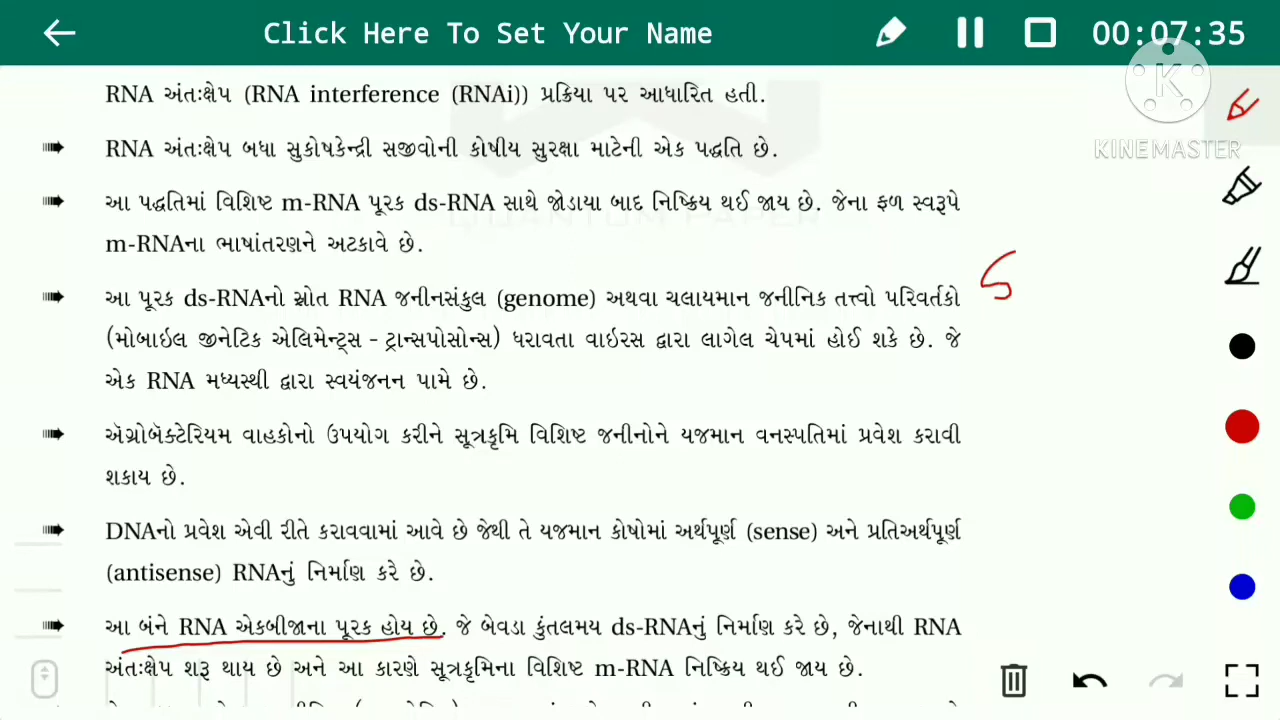 Click Here To Set Your Name
00:07:35
KINEMASTER
RNA અંતઃક્ષેપ (RNA interference (RNAi)) પ્રક્રિયા પર આધારિત હતી.
➠ RNA અંતઃક્ષેપ બધા સુકોષકેન્દ્રી સજીવોની કોષીય સુરક્ષા માટેની એક પદ્ધતિ છે.
➠ આ પદ્ધતિમાં વિશિષ્ટ m-RNA પૂરક ds-RNA સાથે જોડાયા બાદ નિષ્ક્રિય થઈ જાય છે. જેના ફળ સ્વરૂપે
m-RNAના ભાષાંતરણને અટકાવે છે.
➠ આ પૂરક ds-RNAનો સ્રોત RNA જનીનસંકુલ (genome) અથવા ચલાયમાન જનીનિક તત્ત્વો પરિવર્તકો
(મોબાઇલ જીનેટિક એલિમેન્ટ્સ - ટ્રાન્સપોસોન્સ) ધરાવતા વાઇરસ દ્વારા લાગેલ ચેપમાં હોઈ શકે છે. જે
એક RNA મધ્યસ્થી દ્વારા સ્વયંજનન પામે છે.
➠ ઍગ્રોબૅક્ટેરિયમ વાહકોનો ઉપયોગ કરીને સૂત્રકૃમિ વિશિષ્ટ જનીનોને યજમાન વનસ્પતિમાં પ્રવેશ કરાવી
શકાય છે.
➠ DNAનો પ્રવેશ એવી રીતે કરાવવામાં આવે છે જેથી તે યજમાન કોષોમાં અર્થપૂર્ણ (sense) અને પ્રતિઅર્થપૂર્ણ
(antisense) RNAનું નિર્માણ કરે છે.
➠ આ બંને RNA એકબીજાના પૂરક હોય છે. જે બેવડા કુંતલમય ds-RNAનું નિર્માણ કરે છે, જેનાથી RNA
અંતઃક્ષેપ શરૂ થાય છે અને આ કારણે સૂત્રકૃમિના વિશિષ્ટ m-RNA નિષ્ક્રિય થઈ જાય છે.